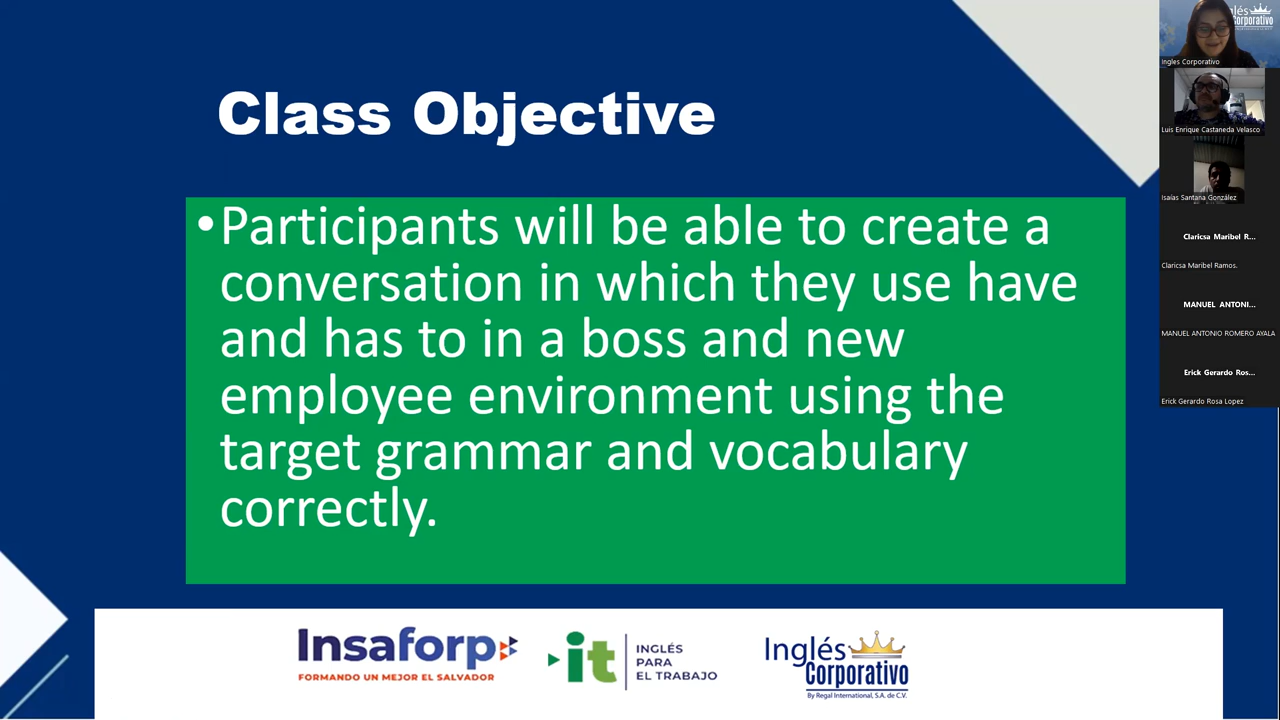 Class Objective
•Participants will be able to create a
conversation in which they use have
and has to in a boss and new
employee environment using the
target grammar and vocabulary
correctly.
Insaforp
FORMANDO UN MEJOR EL SALVADOR
it
INGLÉS
PARA
EL TRABAJO
Inglés
Corporativo
By Regal International, S.A. de C.V.
Ingles Corporativo
Luis Enrique Castaneda Velasco
Isaías Santana González
Claricsa Maribel R...
Claricsa Maribel Ramos.
MANUEL ANTONI...
MANUEL ANTONIO ROMERO AYALA
Erick Gerardo Ros...
Erick Gerardo Rosa Lopez